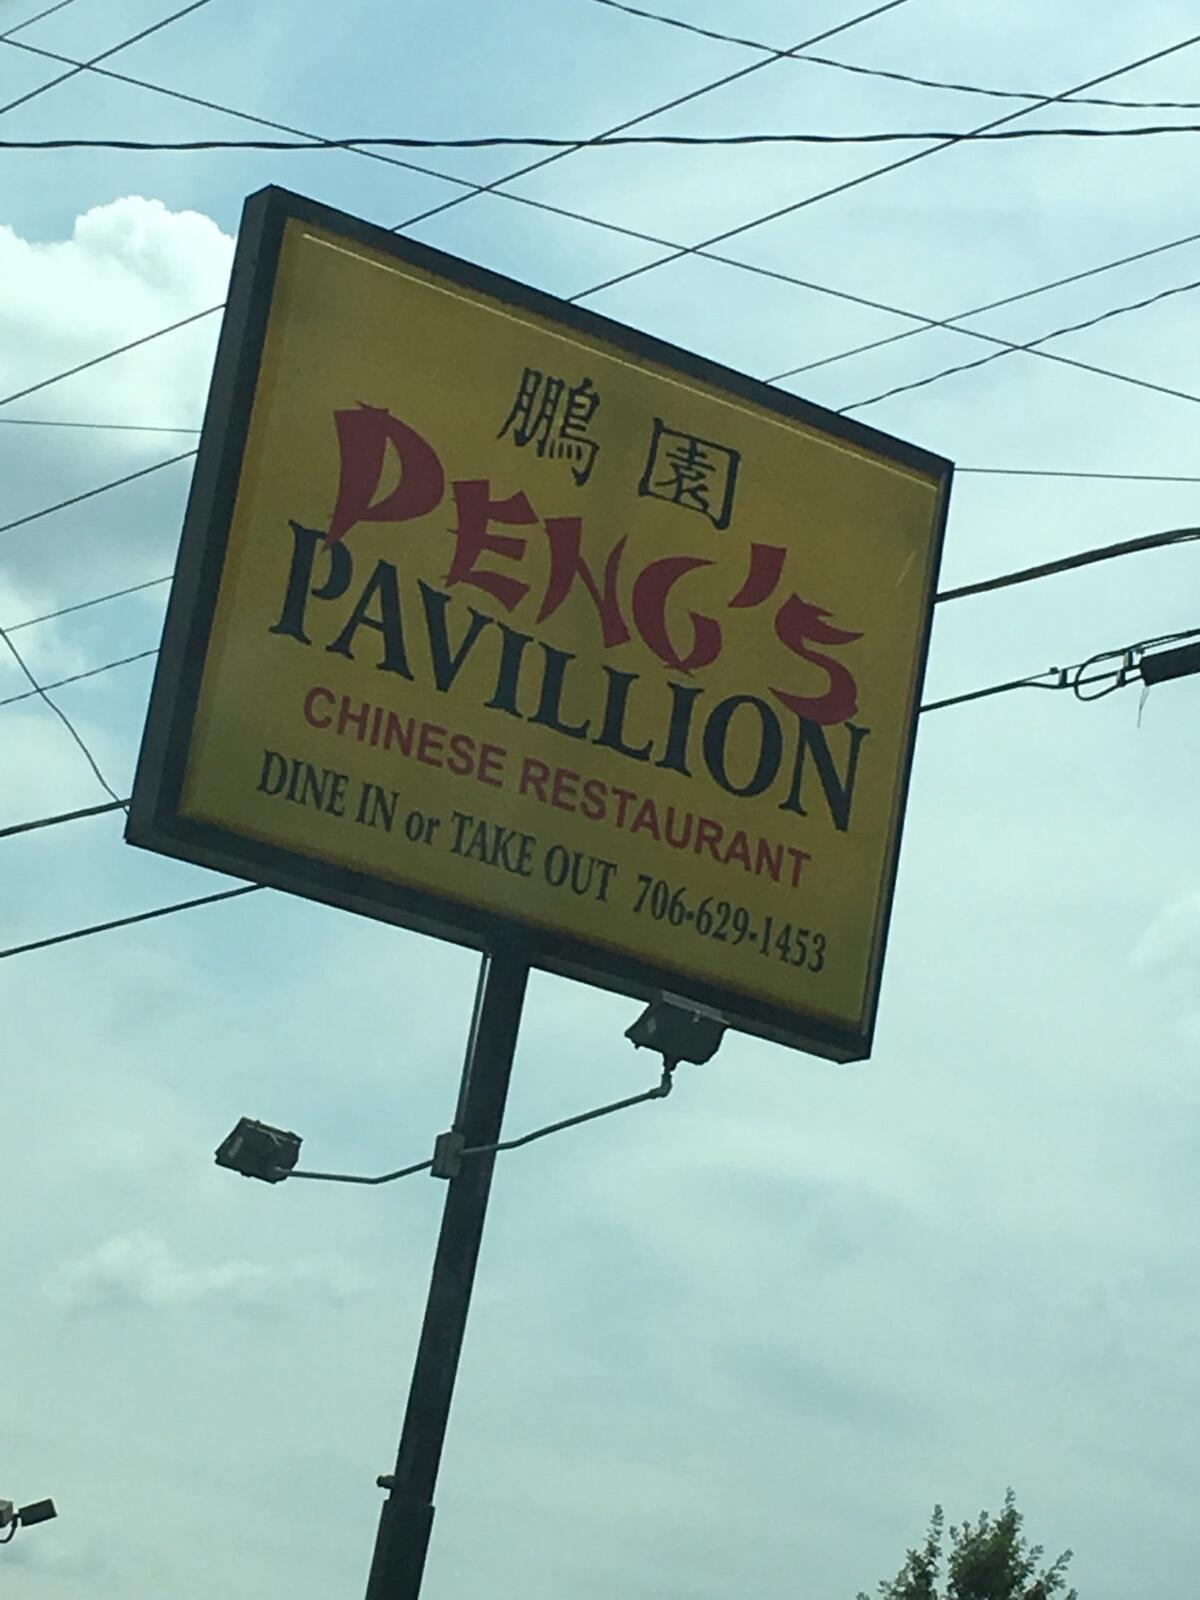 鵬園
PENG'S
PAVILLION
CHINESE RESTAURANT
DINE IN or TAKE OUT 706-629-1453